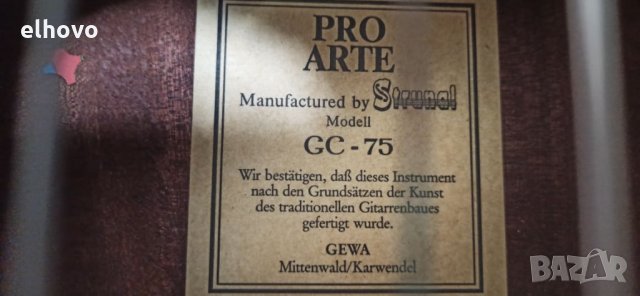 elhovo
PRO
ARTE
Manufactured by Strunal
Modell
GC - 75
Wir bestätigen, daß dieses Instrument
nach den Grundsätzen der Kunst
des traditionellen Gitarrenbaues
gefertigt wurde.
GEWA
Mittenwald/Karwendel
BAZAR